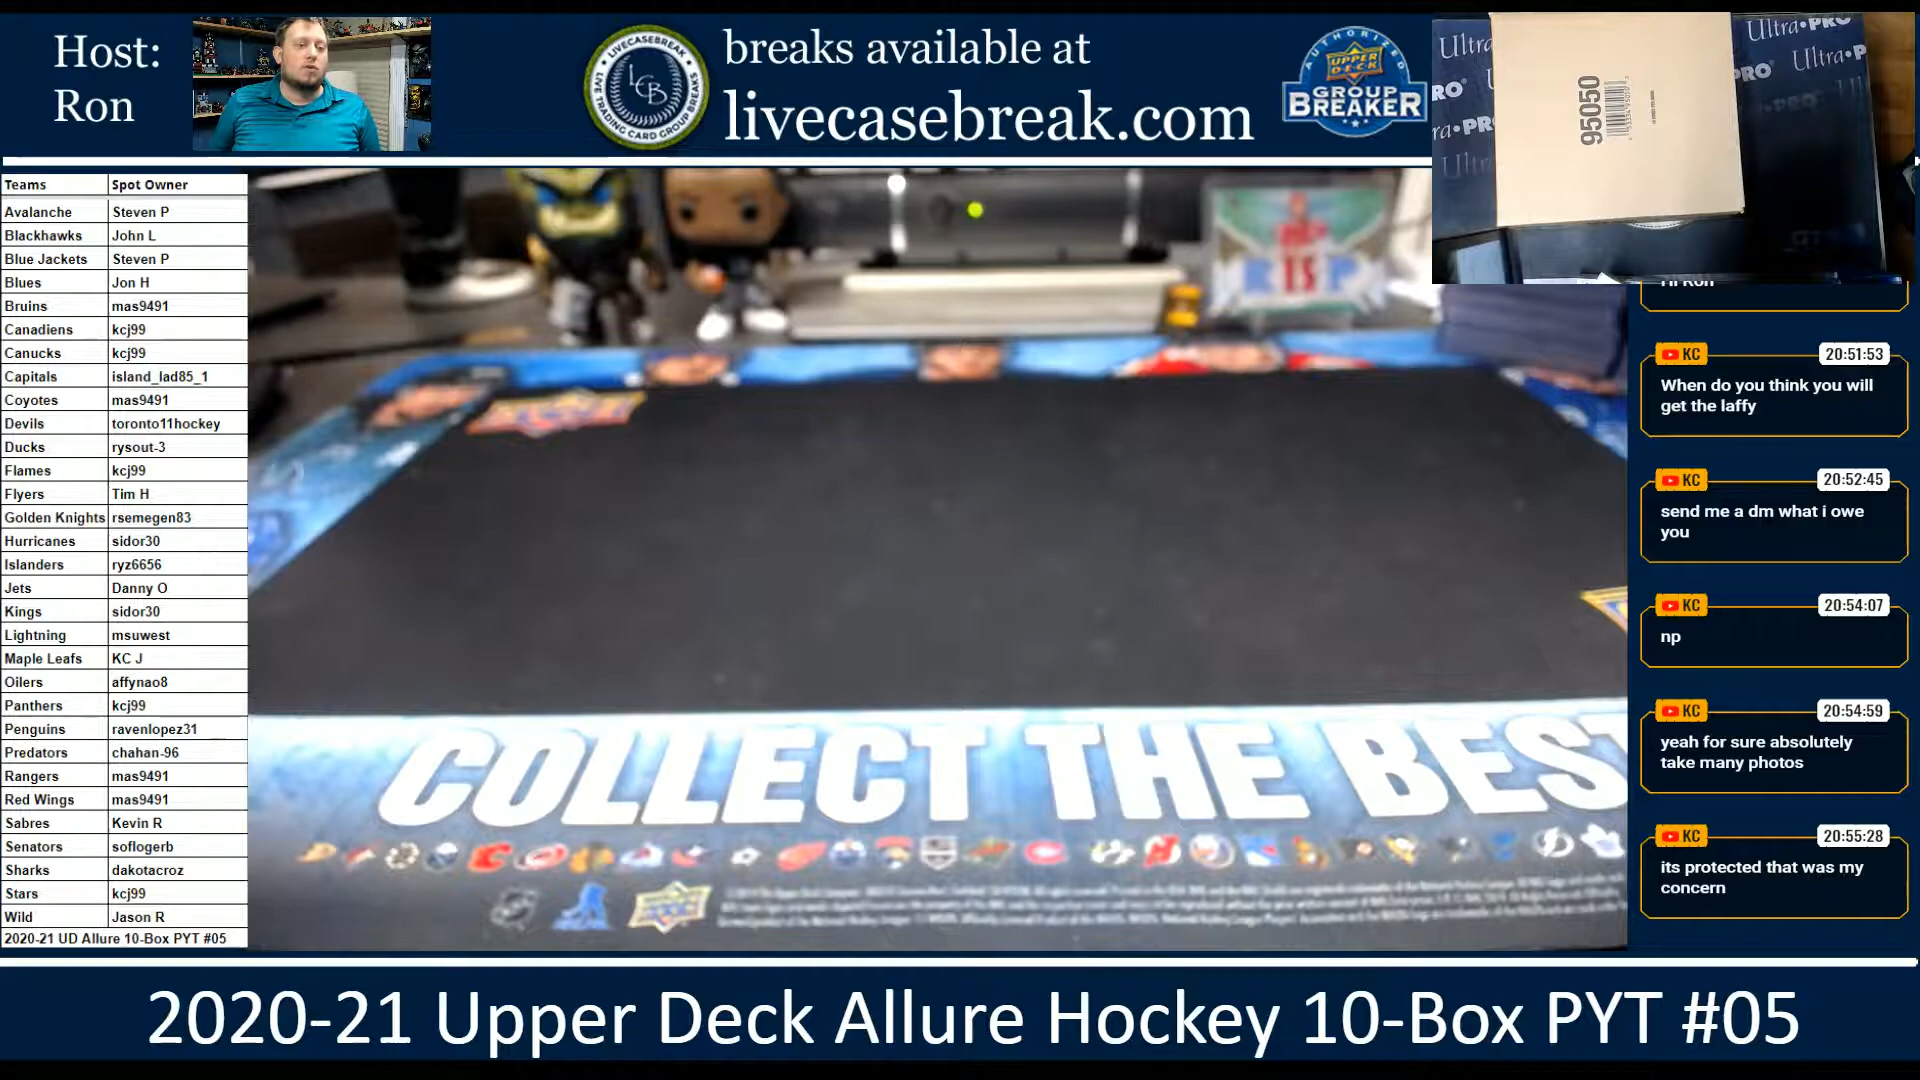 Host:
Ron
LIVECASEBREAK
LCB
LIVE TRADING CARD GROUP BREAKS
breaks available at
livecasebreak.com
AUTHORIZED
UPPER DECK
GROUP
BREAKER
Ultra•PRO
Ultra•P
95050
Teams Spot Owner
Avalanche Steven P
Blackhawks John L
Blue Jackets Steven P
Blues Jon H
Bruins mas9491
Canadiens kcj99
Canucks kcj99
Capitals island_lad85_1
Coyotes mas9491
Devils toronto11hockey
Ducks rysout-3
Flames kcj99
Flyers Tim H
Golden Knights rsemegen83
Hurricanes sidor30
Islanders ryz6656
Jets Danny O
Kings sidor30
Lightning msuwest
Maple Leafs KC J
Oilers affynao8
Panthers kcj99
Penguins ravenlopez31
Predators chahan-96
Rangers mas9491
Red Wings mas9491
Sabres Kevin R
Senators soflogerb
Sharks dakotacroz
Stars kcj99
Wild Jason R
2020-21 UD Allure 10-Box PYT #05
RIP
COLLECT THE BEST
KC 20:51:53
When do you think you will
get the laffy
KC 20:52:45
send me a dm what i owe
you
KC 20:54:07
np
KC 20:54:59
yeah for sure absolutely
take many photos
KC 20:55:28
its protected that was my
concern
2020-21 Upper Deck Allure Hockey 10-Box PYT #05